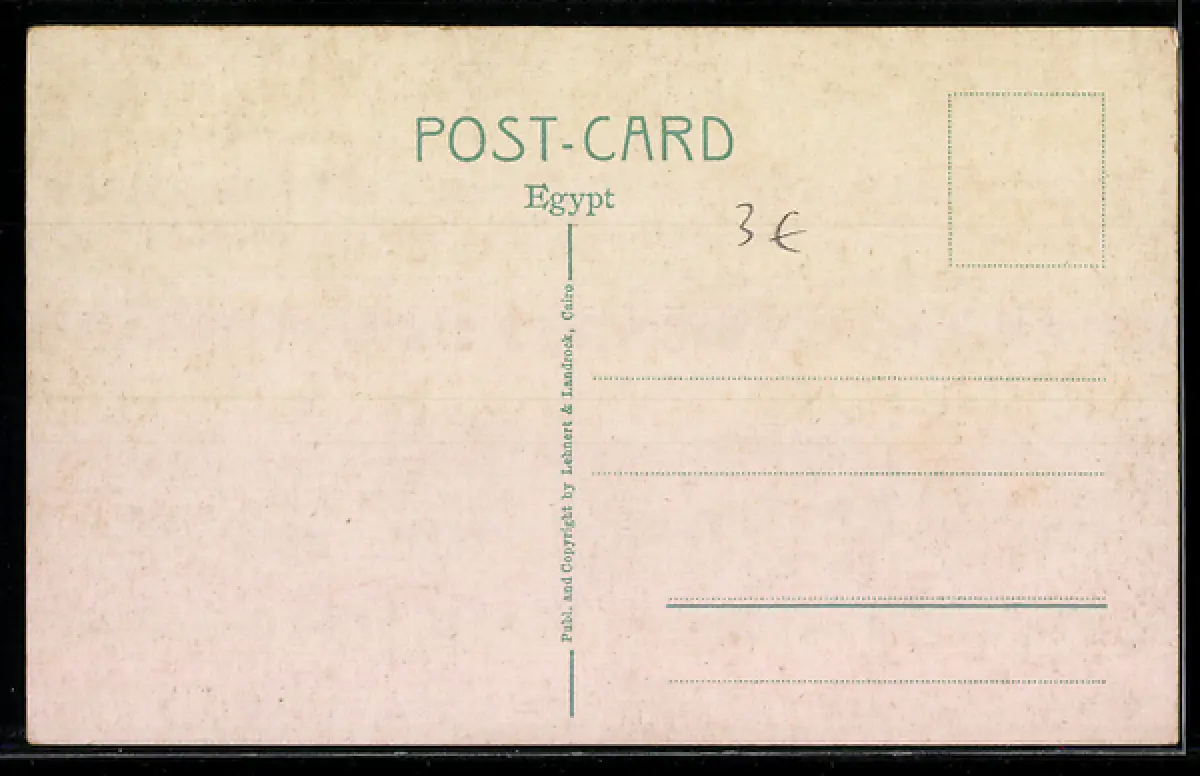 POST-CARD
Egypt
3 €
Publ. and Copyright by Lehnert & Landrock, Cairo